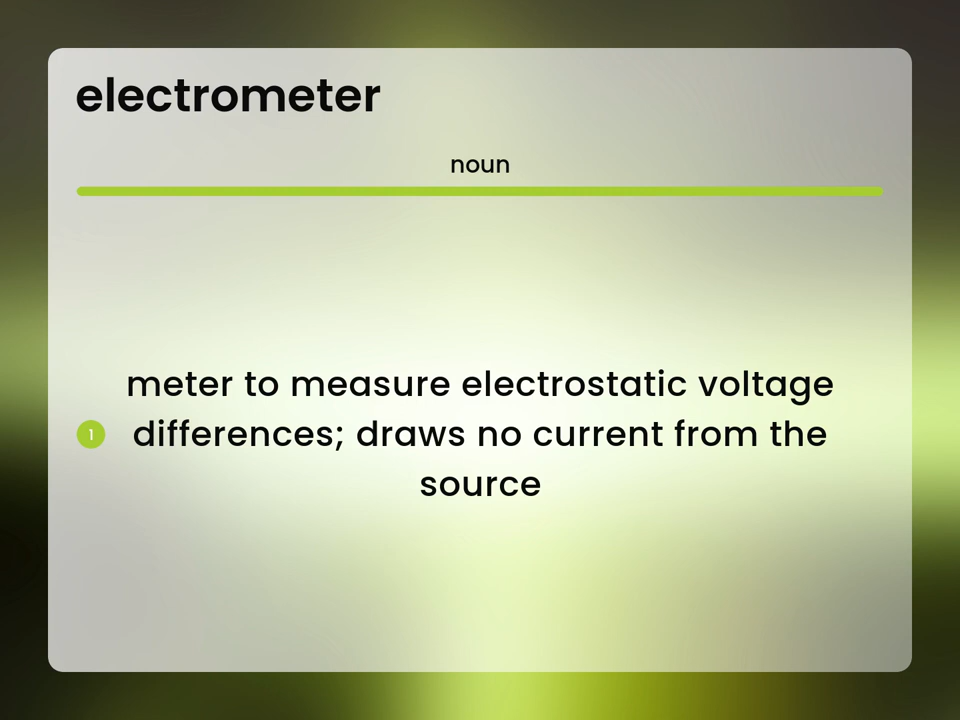 electrometer
noun
meter to measure electrostatic voltage
1 differences; draws no current from the
source